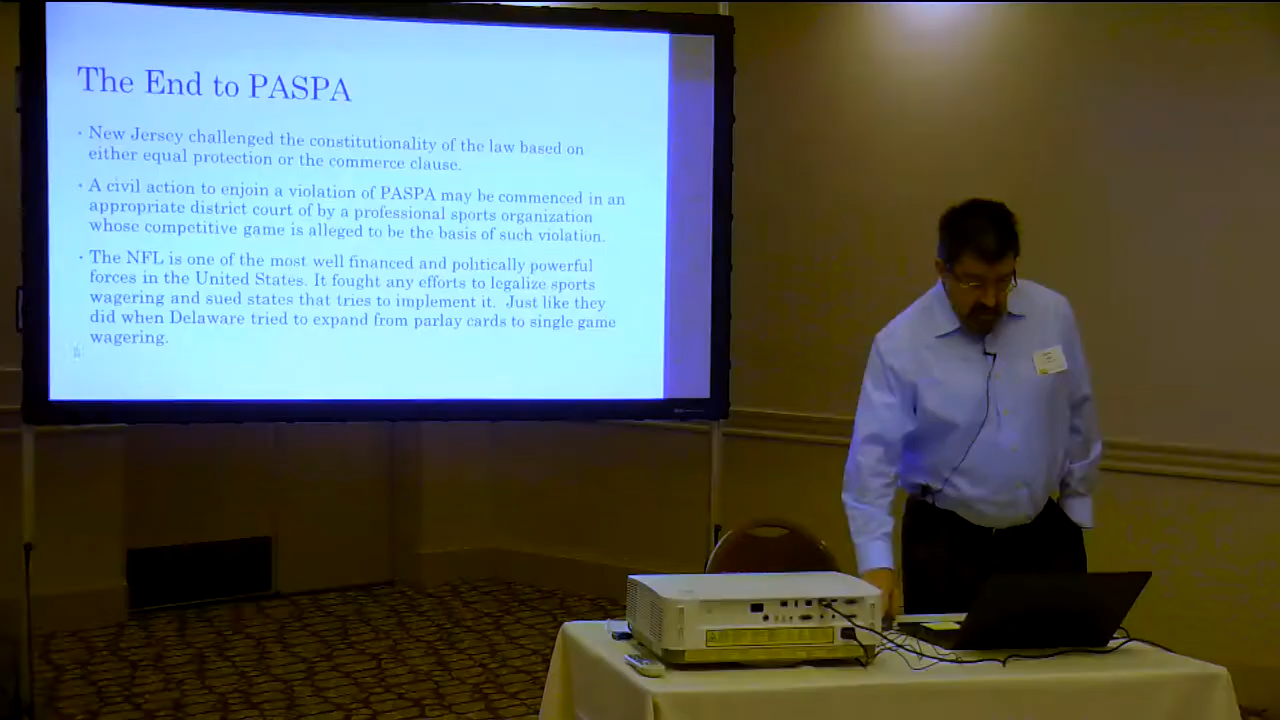 The End to PASPA
• New Jersey challenged the constitutionality of the law based on
either equal protection or the commerce clause.
• A civil action to enjoin a violation of PASPA may be commenced in an
appropriate district court of by a professional sports organization
whose competitive game is alleged to be the basis of such violation.
• The NFL is one of the most well financed and politically powerful
forces in the United States. It fought any efforts to legalize sports
wagering and sued states that tries to implement it. Just like they
did when Delaware tried to expand from parlay cards to single game
wagering.